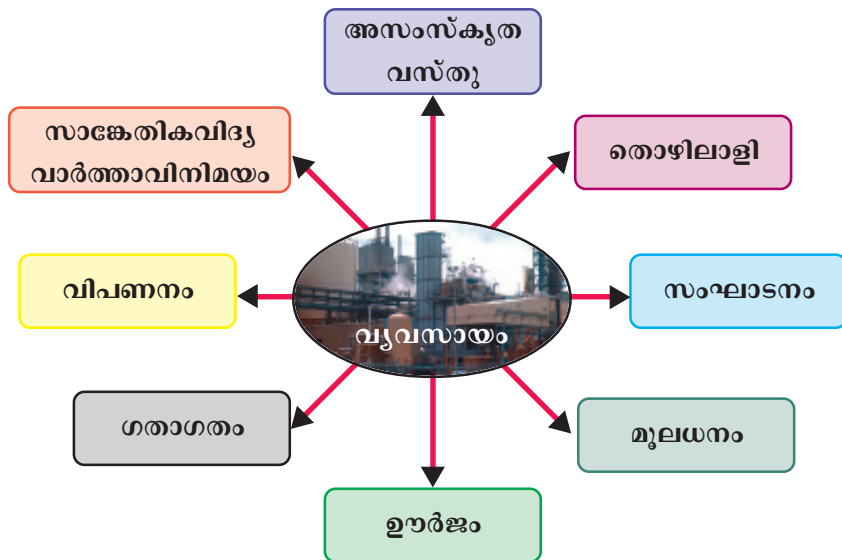 അസംസ്കൃത
വസ്തു
സാങ്കേതികവിദ്യ
വാർത്താവിനിമയം
തൊഴിലാളി
വിപണനം
വ്യവസായം
സംഘാടനം
ഗതാഗതം
മൂലധനം
ഊർജം